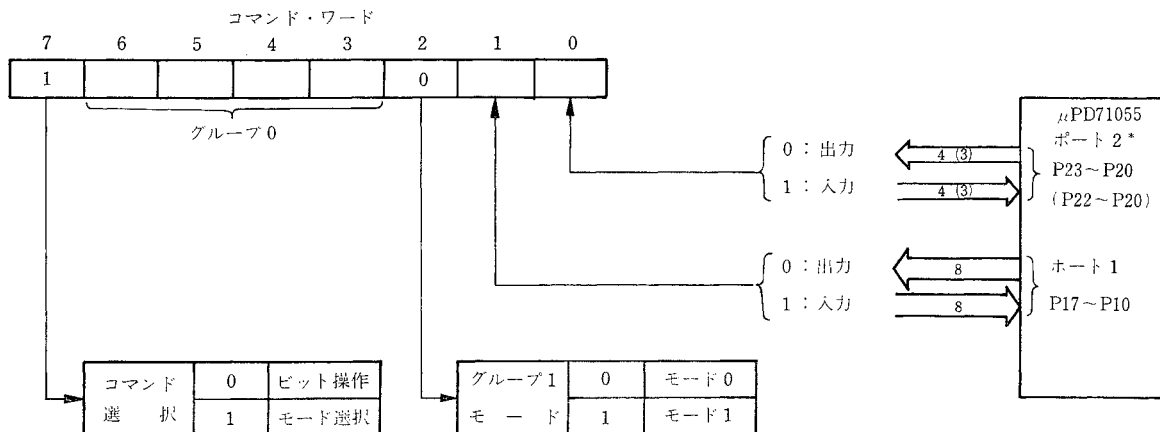 コマンド・ワード
7 6 5 4 3 2 1 0
1 0
グループ0
μPD71055
ポート2*
0:出力
4 (3)
P23~P20
1:入力
4 (3)
(P22~P20)
0:出力
8
ポート1
1:入力
8
P17~P10
コマンド
選択
0 ビット操作
1 モード選択
グループ1
モード
0 モード0
1 モード1